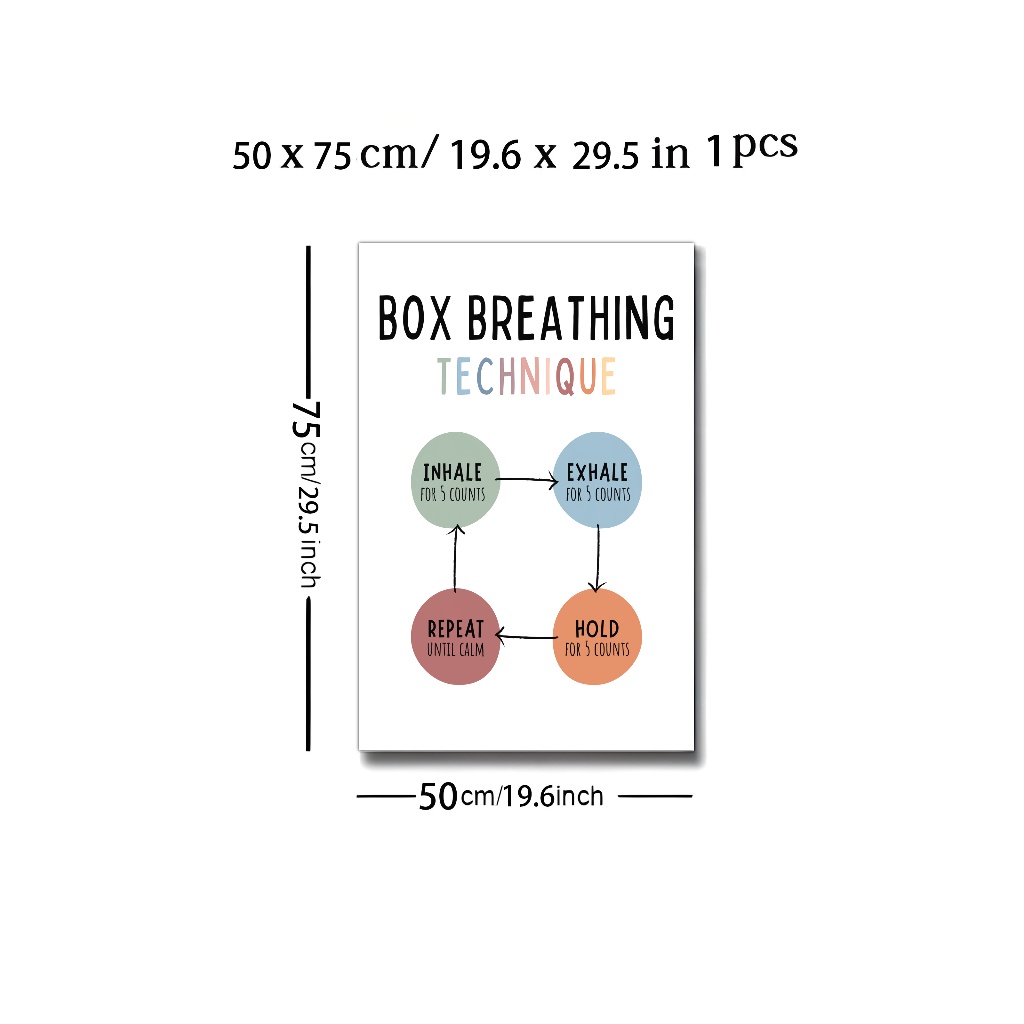 50 x 75 cm/ 19.6 x 29.5 in 1 pcs
BOX BREATHING
TECHNIQUE
INHALE
FOR 5 COUNTS
EXHALE
FOR 5 COUNTS
REPEAT
UNTIL CALM
HOLD
FOR 5 COUNTS
75cm/29.5inch
50cm/19.6inch